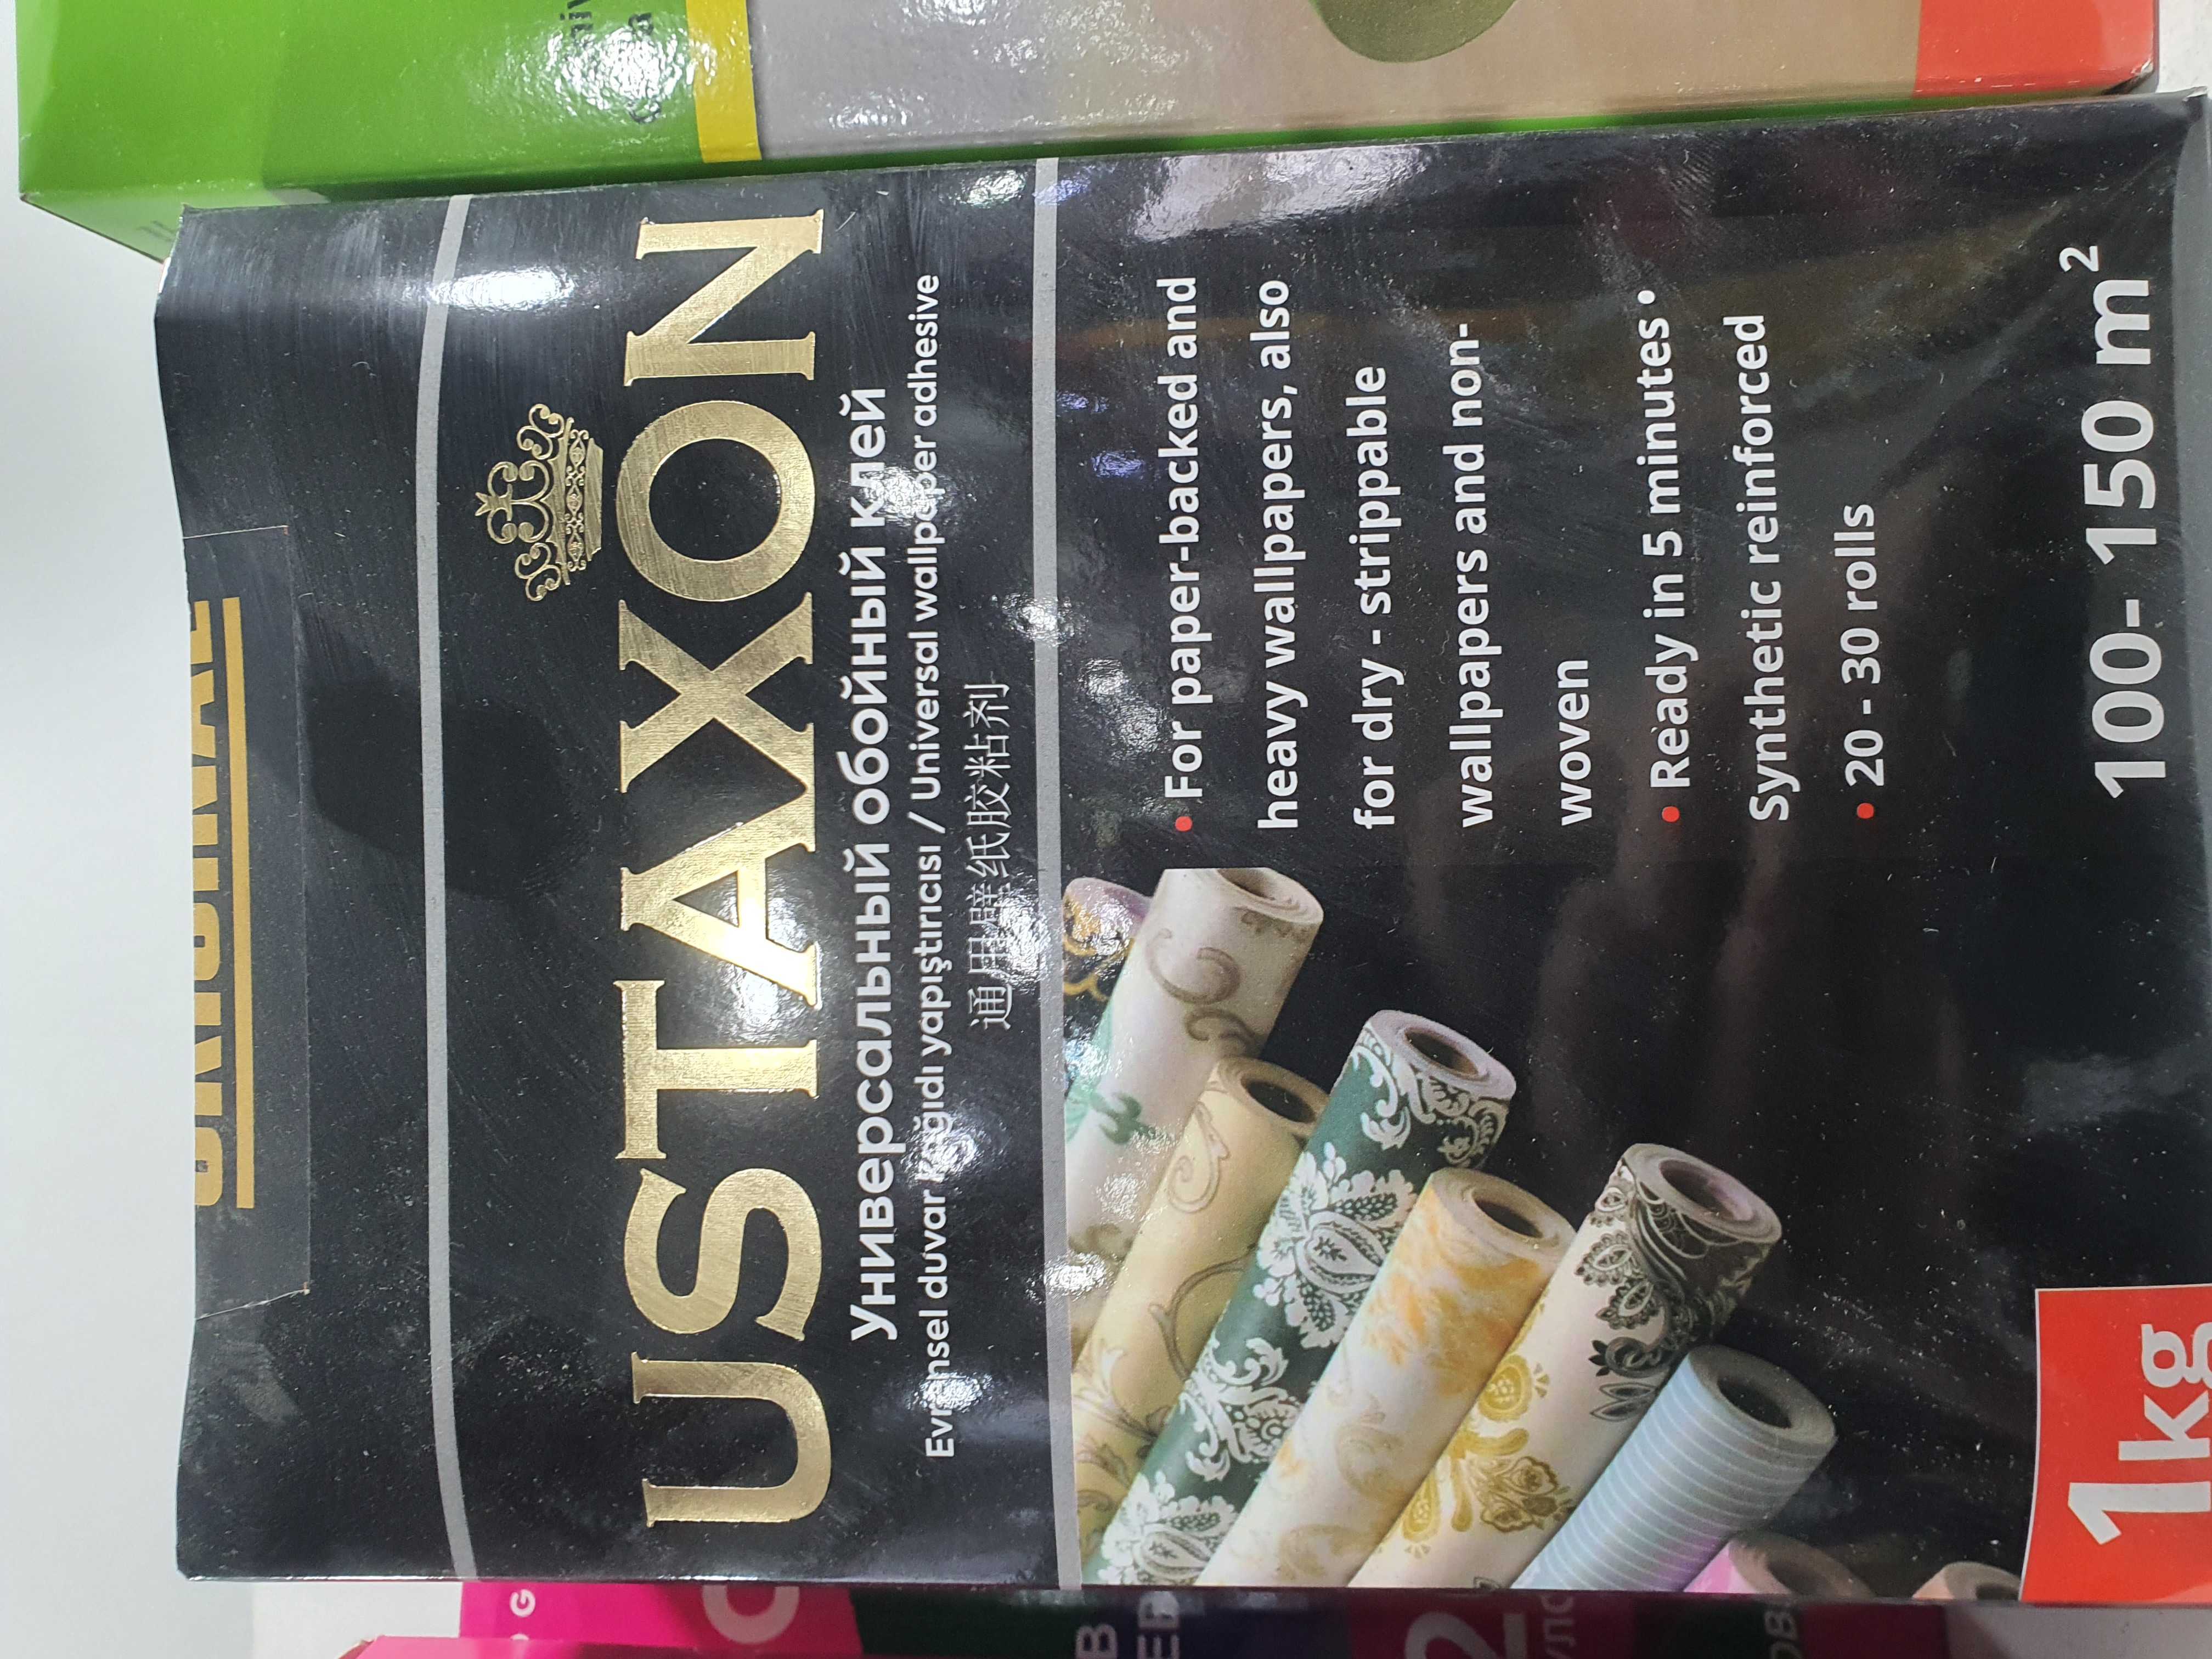 USTAXON
Универсальный обойный клей
Evrensel duvar kağıdı yapıştırıcısı / Universal wallpaper adhesive
通用壁纸胶粘剂
• For paper-backed and
heavy wallpapers, also
for dry - strippable
wallpapers and non-
woven
• Ready in 5 minutes •
Synthetic reinforced
• 20 - 30 rolls
100- 150 m²
1kg